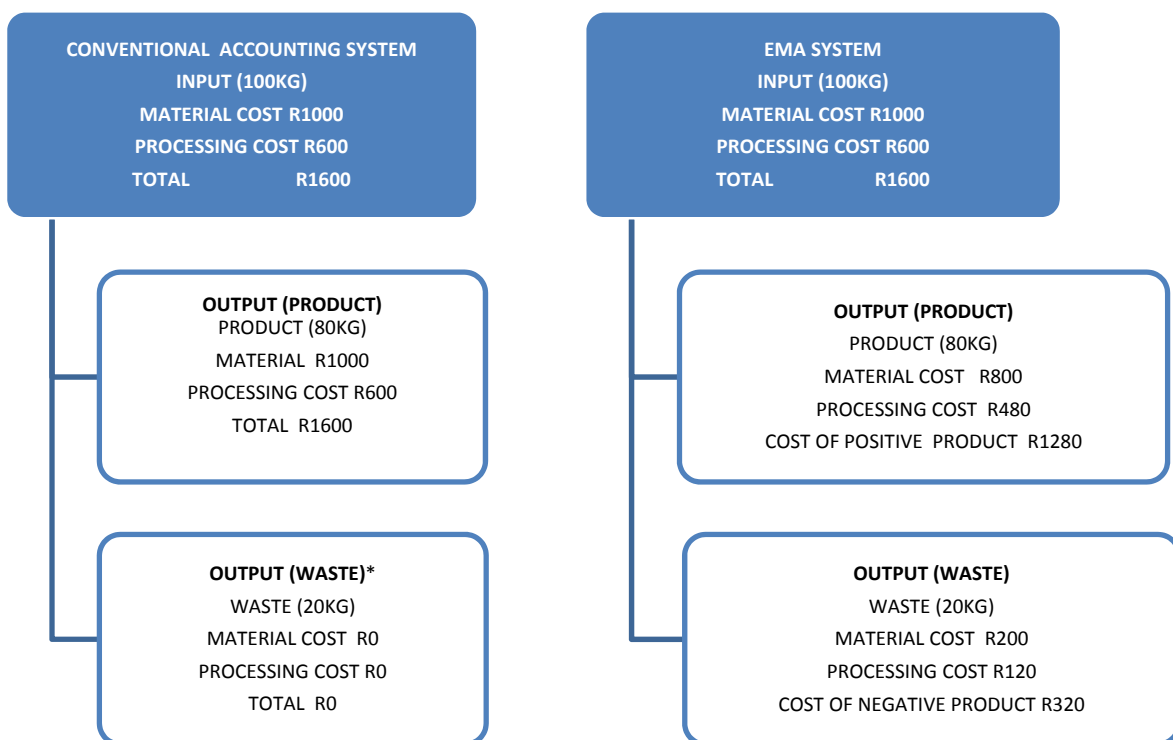 CONVENTIONAL ACCOUNTING SYSTEM
INPUT (100KG)
MATERIAL COST R1000
PROCESSING COST R600
TOTAL R1600
OUTPUT (PRODUCT)
PRODUCT (80KG)
MATERIAL R1000
PROCESSING COST R600
TOTAL R1600
OUTPUT (WASTE)*
WASTE (20KG)
MATERIAL COST R0
PROCESSING COST R0
TOTAL R0
EMA SYSTEM
INPUT (100KG)
MATERIAL COST R1000
PROCESSING COST R600
TOTAL R1600
OUTPUT (PRODUCT)
PRODUCT (80KG)
MATERIAL COST R800
PROCESSING COST R480
COST OF POSITIVE PRODUCT R1280
OUTPUT (WASTE)
WASTE (20KG)
MATERIAL COST R200
PROCESSING COST R120
COST OF NEGATIVE PRODUCT R320